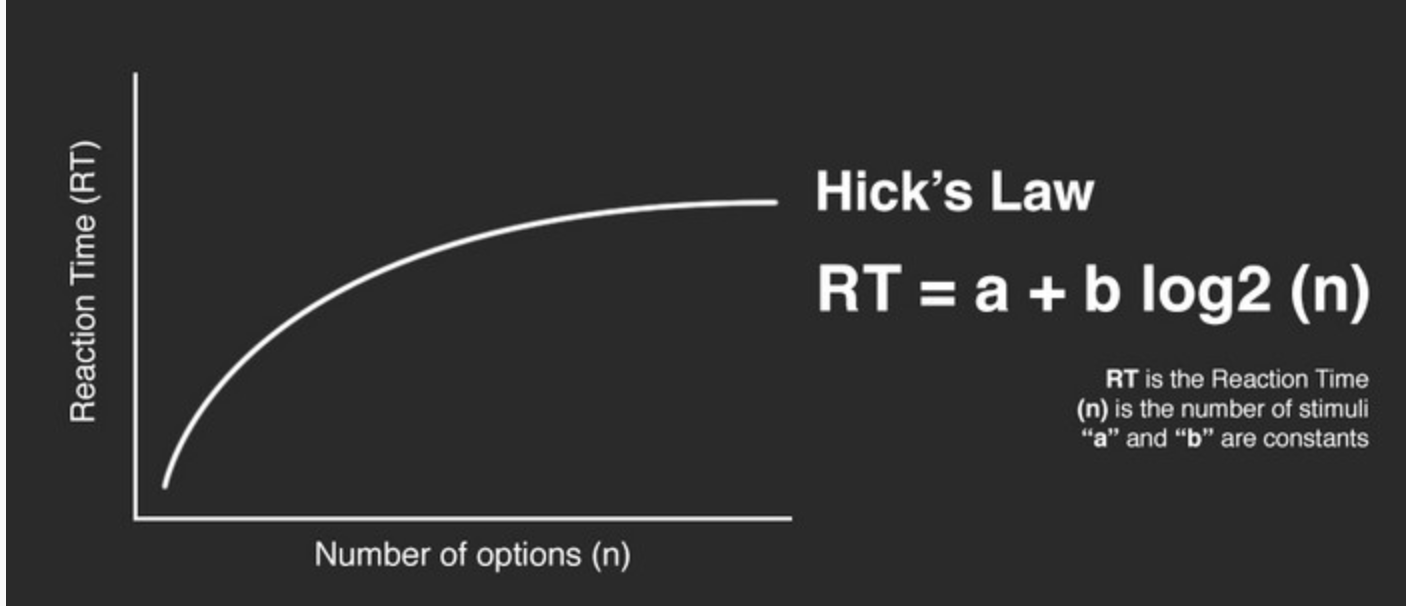 Reaction Time (RT)
Number of options (n)
Hick’s Law
RT = a + b log2 (n)
RT is the Reaction Time
(n) is the number of stimuli
“a” and “b” are constants